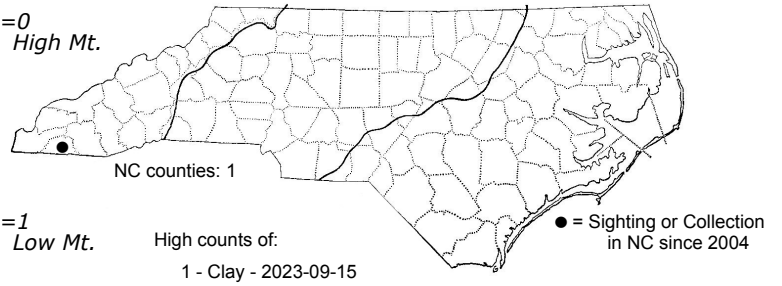 =0
High Mt.
NC counties: 1
=1
Low Mt.
High counts of:
1 - Clay - 2023-09-15
● = Sighting or Collection
in NC since 2004